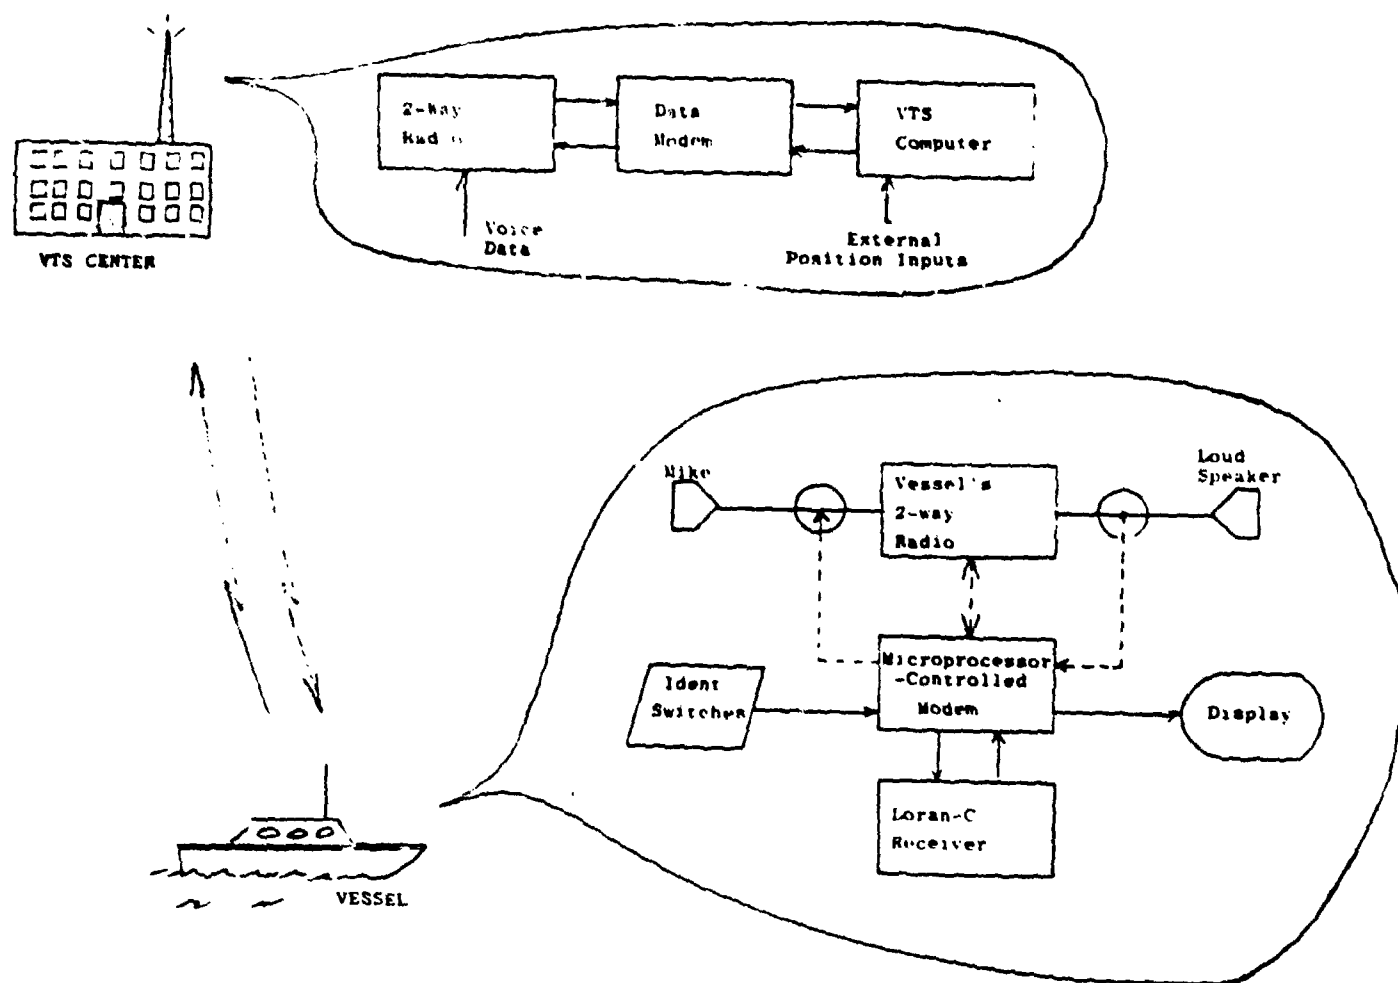 2-Way
Radio
Data
Modem
VTS
Computer
Voice
Data
External
Position Inputs
VTS CENTER
Mike
Vessel's
2-way
Radio
Loud
Speaker
Ident
Switches
Microprocessor
-Controlled
Modem
Display
Loran-C
Receiver
VESSEL